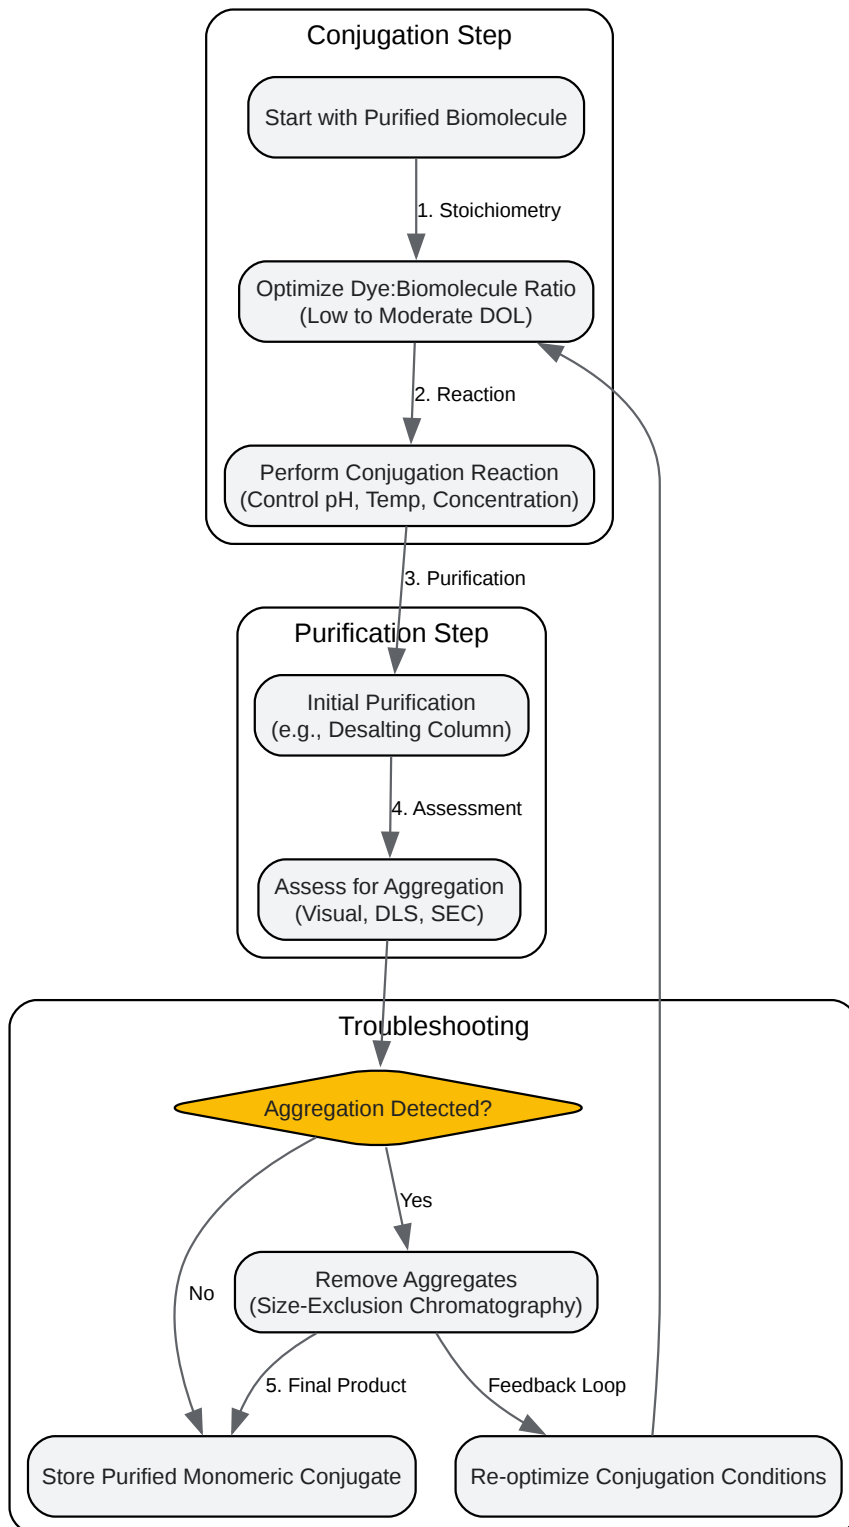 Conjugation Step
Start with Purified Biomolecule
1. Stoichiometry
Optimize Dye:Biomolecule Ratio
(Low to Moderate DOL)
2. Reaction
Perform Conjugation Reaction
(Control pH, Temp, Concentration)
3. Purification
Purification Step
Initial Purification
(e.g., Desalting Column)
4. Assessment
Assess for Aggregation
(Visual, DLS, SEC)
Troubleshooting
Aggregation Detected?
Yes
No
Remove Aggregates
(Size-Exclusion Chromatography)
5. Final Product
Feedback Loop
Store Purified Monomeric Conjugate
Re-optimize Conjugation Conditions